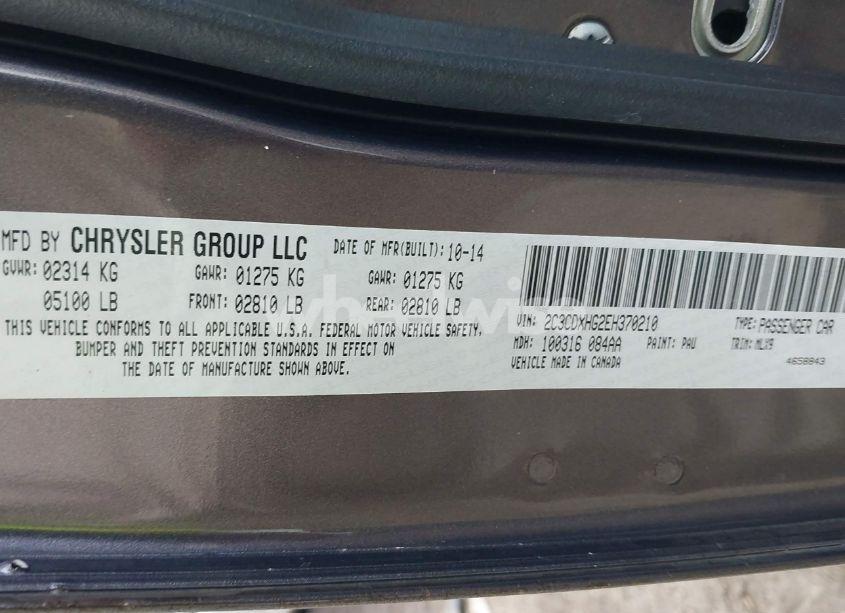 MFD BY CHRYSLER GROUP LLC
DATE OF MFR(BUILT): 10-14
GVWR: 02314 KG
GAWR: 01275 KG
GAWR: 01275 KG
05100 LB
FRONT: 02810 LB
REAR: 02810 LB
THIS VEHICLE CONFORMS TO ALL APPLICABLE U.S.A. FEDERAL MOTOR VEHICLE SAFETY,
BUMPER AND THEFT PREVENTION STANDARDS IN EFFECT ON
THE DATE OF MANUFACTURE SHOWN ABOVE.
VIN: 2C3CDXHG2EH370210
TYPE: PASSENGER CAR
MDH: 100316 084AA
PAINT: PAU
TRIM: MLX9
VEHICLE MADE IN CANADA
4658843